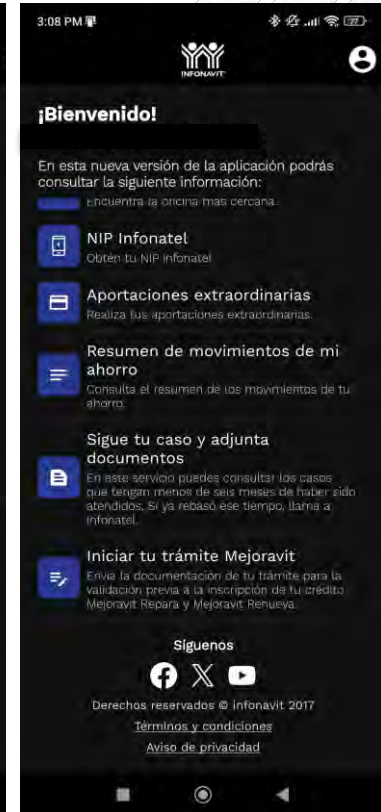 3:08 PM
77
INFONAVIT
¡Bienvenido!
En esta nueva versión de la aplicación podrás
consultar la siguiente información:
Encuentra la oficina más cercana.
NIP Infonatel
Obtén tu NIP infonatel
Aportaciones extraordinarias
Realiza tus aportaciones extraordinarias.
Resumen de movimientos de mi
ahorro
Consulta el resumen de los movimientos de tu
ahorro.
Sigue tu caso y adjunta
documentos
En este servicio puedes consultar los casos
que tengan menos de seis meses de haber sido
atendidos. Si ya rebasó ese tiempo, llama a
Infonatel.
Iniciar tu trámite Mejoravit
Envía la documentación de tu trámite para la
validación previa a la inscripción de tu crédito
Mejoravit Repara y Mejoravit Renueva.
Síguenos
Derechos reservados © infonavit 2017
Términos y condiciones
Aviso de privacidad